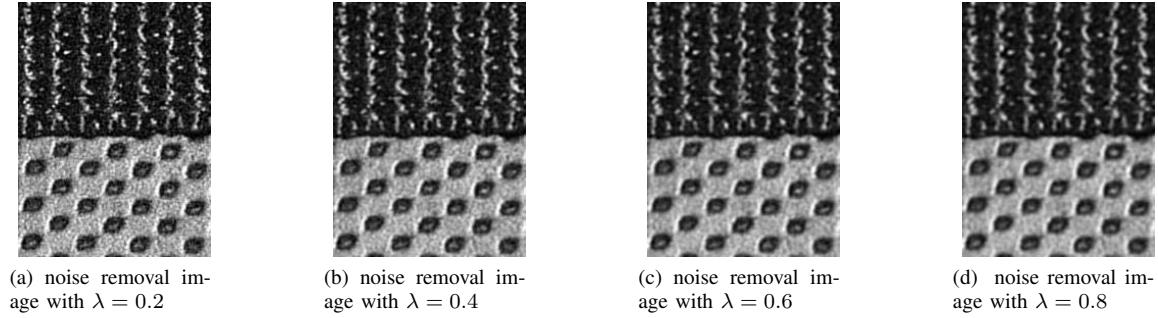 (a) noise removal im-
age with λ = 0.2
(b) noise removal im-
age with λ = 0.4
(c) noise removal im-
age with λ = 0.6
(d) noise removal im-
age with λ = 0.8